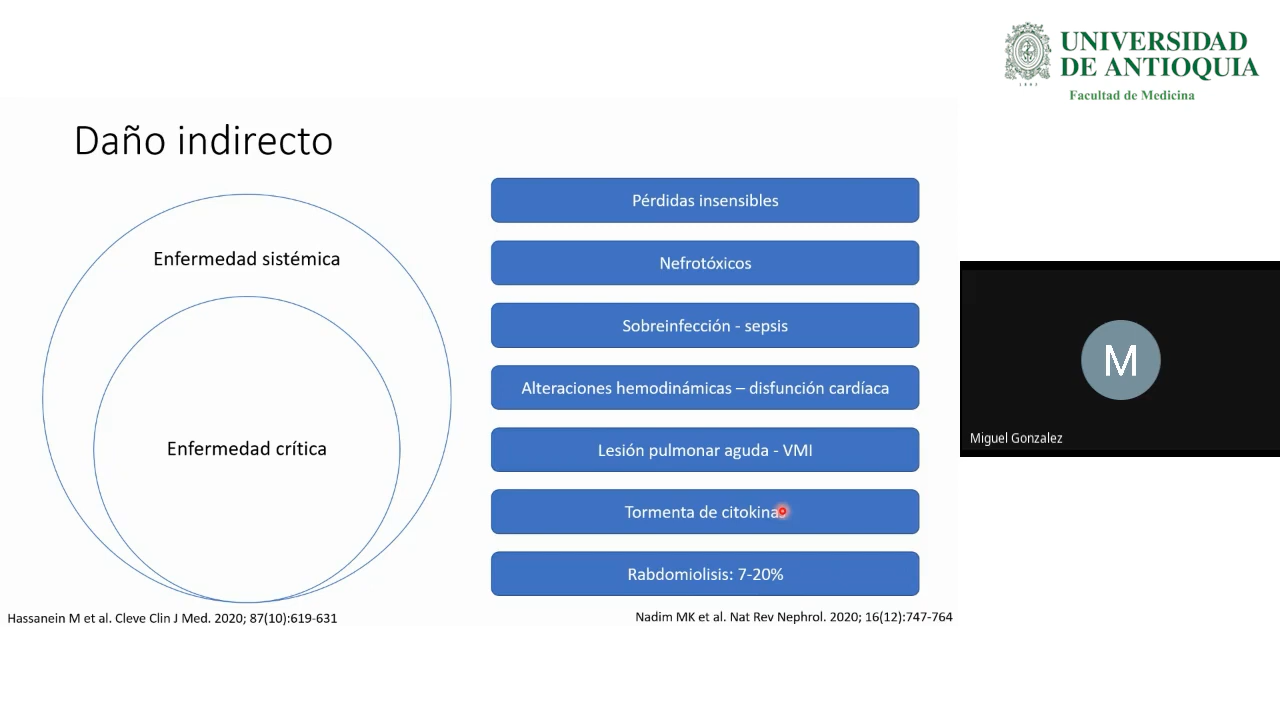 UNIVERSIDAD
DE ANTIOQUIA
1803
Facultad de Medicina
Daño indirecto
Enfermedad sistémica
Enfermedad crítica
Pérdidas insensibles
Nefrotóxicos
Sobreinfección - sepsis
Alteraciones hemodinámicas – disfunción cardíaca
Lesión pulmonar aguda - VMI
Tormenta de citokina
Rabdomiolisis: 7-20%
Hassanein M et al. Cleve Clin J Med. 2020; 87(10):619-631
Nadim MK et al. Nat Rev Nephrol. 2020; 16(12):747-764
M
Miguel Gonzalez